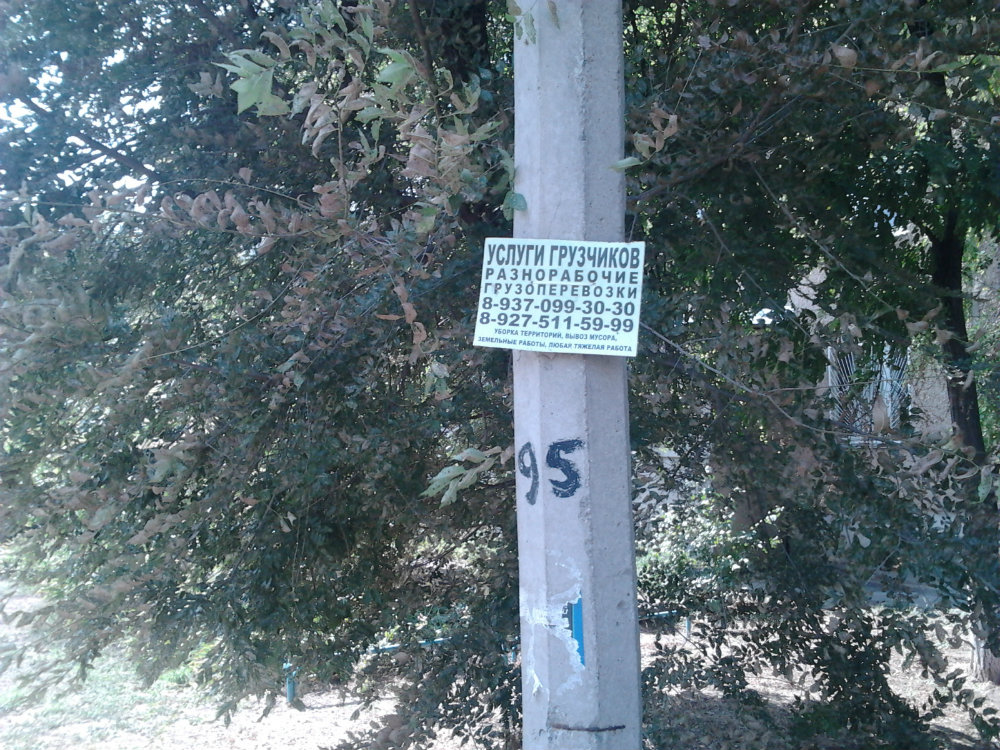 УСЛУГИ ГРУЗЧИКОВ
РАЗНОРАБОЧИЕ
ГРУЗОПЕРЕВОЗКИ
8-937-099-30-30
8-927-511-59-99
УБОРКА ТЕРРИТОРИИ, ВЫВОЗ МУСОРА,
ЗЕМЕЛЬНЫЕ РАБОТЫ, ЛЮБАЯ ТЯЖЕЛАЯ РАБОТА
95